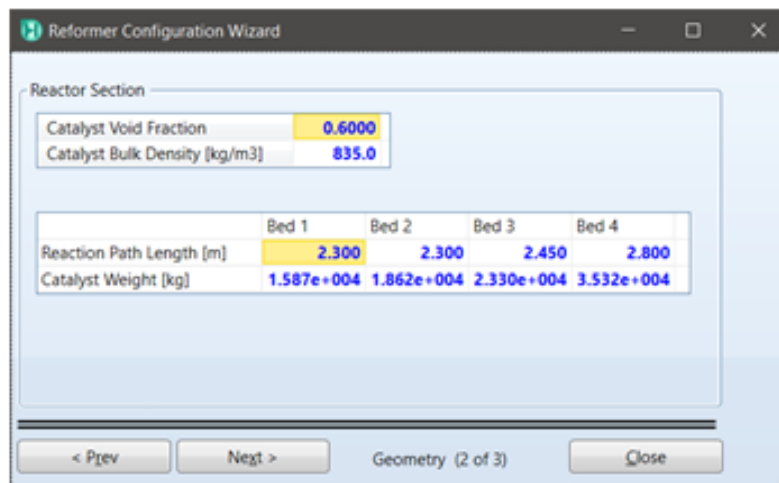 Reformer Configuration Wizard
Reactor Section
Catalyst Void Fraction 0.6000
Catalyst Bulk Density [kg/m3] 835.0
Bed 1 Bed 2 Bed 3 Bed 4
Reaction Path Length [m] 2.300 2.300 2.450 2.800
Catalyst Weight [kg] 1.587e+004 1.862e+004 2.330e+004 3.532e+004
< Prev Next > Geometry (2 of 3) Close